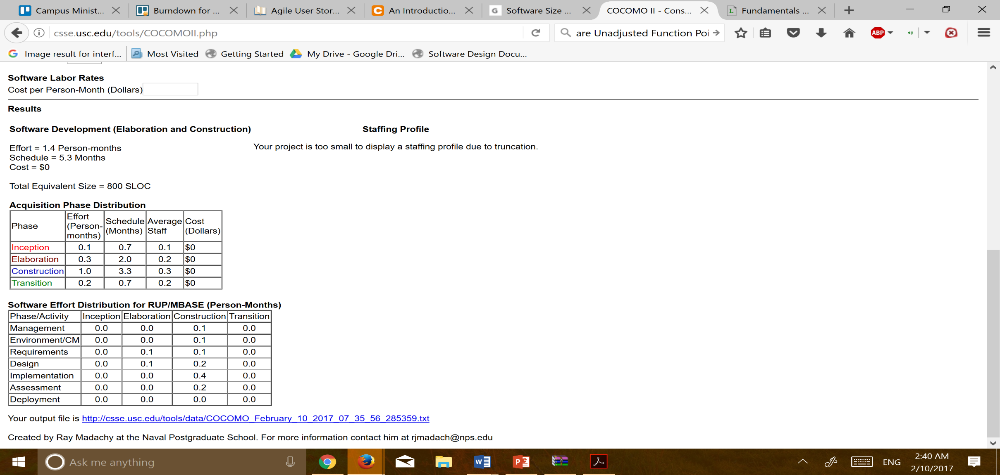 Campus Minist...
Burndown for ...
Agile User Stor...
An Introductio...
Software Size ...
COCOMO II - Cons...
Fundamentals ...
csse.usc.edu/tools/COCOMOII.php
are Unadjusted Function Poi
ABP
Image result for interf...
Most Visited
Getting Started
My Drive - Google Dri...
Software Design Docu...
Software Labor Rates
Cost per Person-Month (Dollars)
Results
Software Development (Elaboration and Construction)
Staffing Profile
Effort = 1.4 Person-months
Your project is too small to display a staffing profile due to truncation.
Schedule = 5.3 Months
Cost = $0
Total Equivalent Size = 800 SLOC
Acquisition Phase Distribution
Phase Effort (Person-months) Schedule (Months) Average Staff Cost (Dollars)
Inception 0.1 0.7 0.1 $0
Elaboration 0.3 2.0 0.2 $0
Construction 1.0 3.3 0.3 $0
Transition 0.2 0.7 0.2 $0
Software Effort Distribution for RUP/MBASE (Person-Months)
Phase/Activity Inception Elaboration Construction Transition
Management 0.0 0.0 0.1 0.0
Environment/CM 0.0 0.0 0.1 0.0
Requirements 0.0 0.1 0.1 0.0
Design 0.0 0.1 0.2 0.0
Implementation 0.0 0.0 0.4 0.0
Assessment 0.0 0.0 0.2 0.0
Deployment 0.0 0.0 0.0 0.0
Your output file is http://csse.usc.edu/tools/data/COCOMO_February_10_2017_07_35_56_285359.txt
Created by Ray Madachy at the Naval Postgraduate School. For more information contact him at rjmadach@nps.edu
Ask me anything
ENG
2:40 AM
2/10/2017